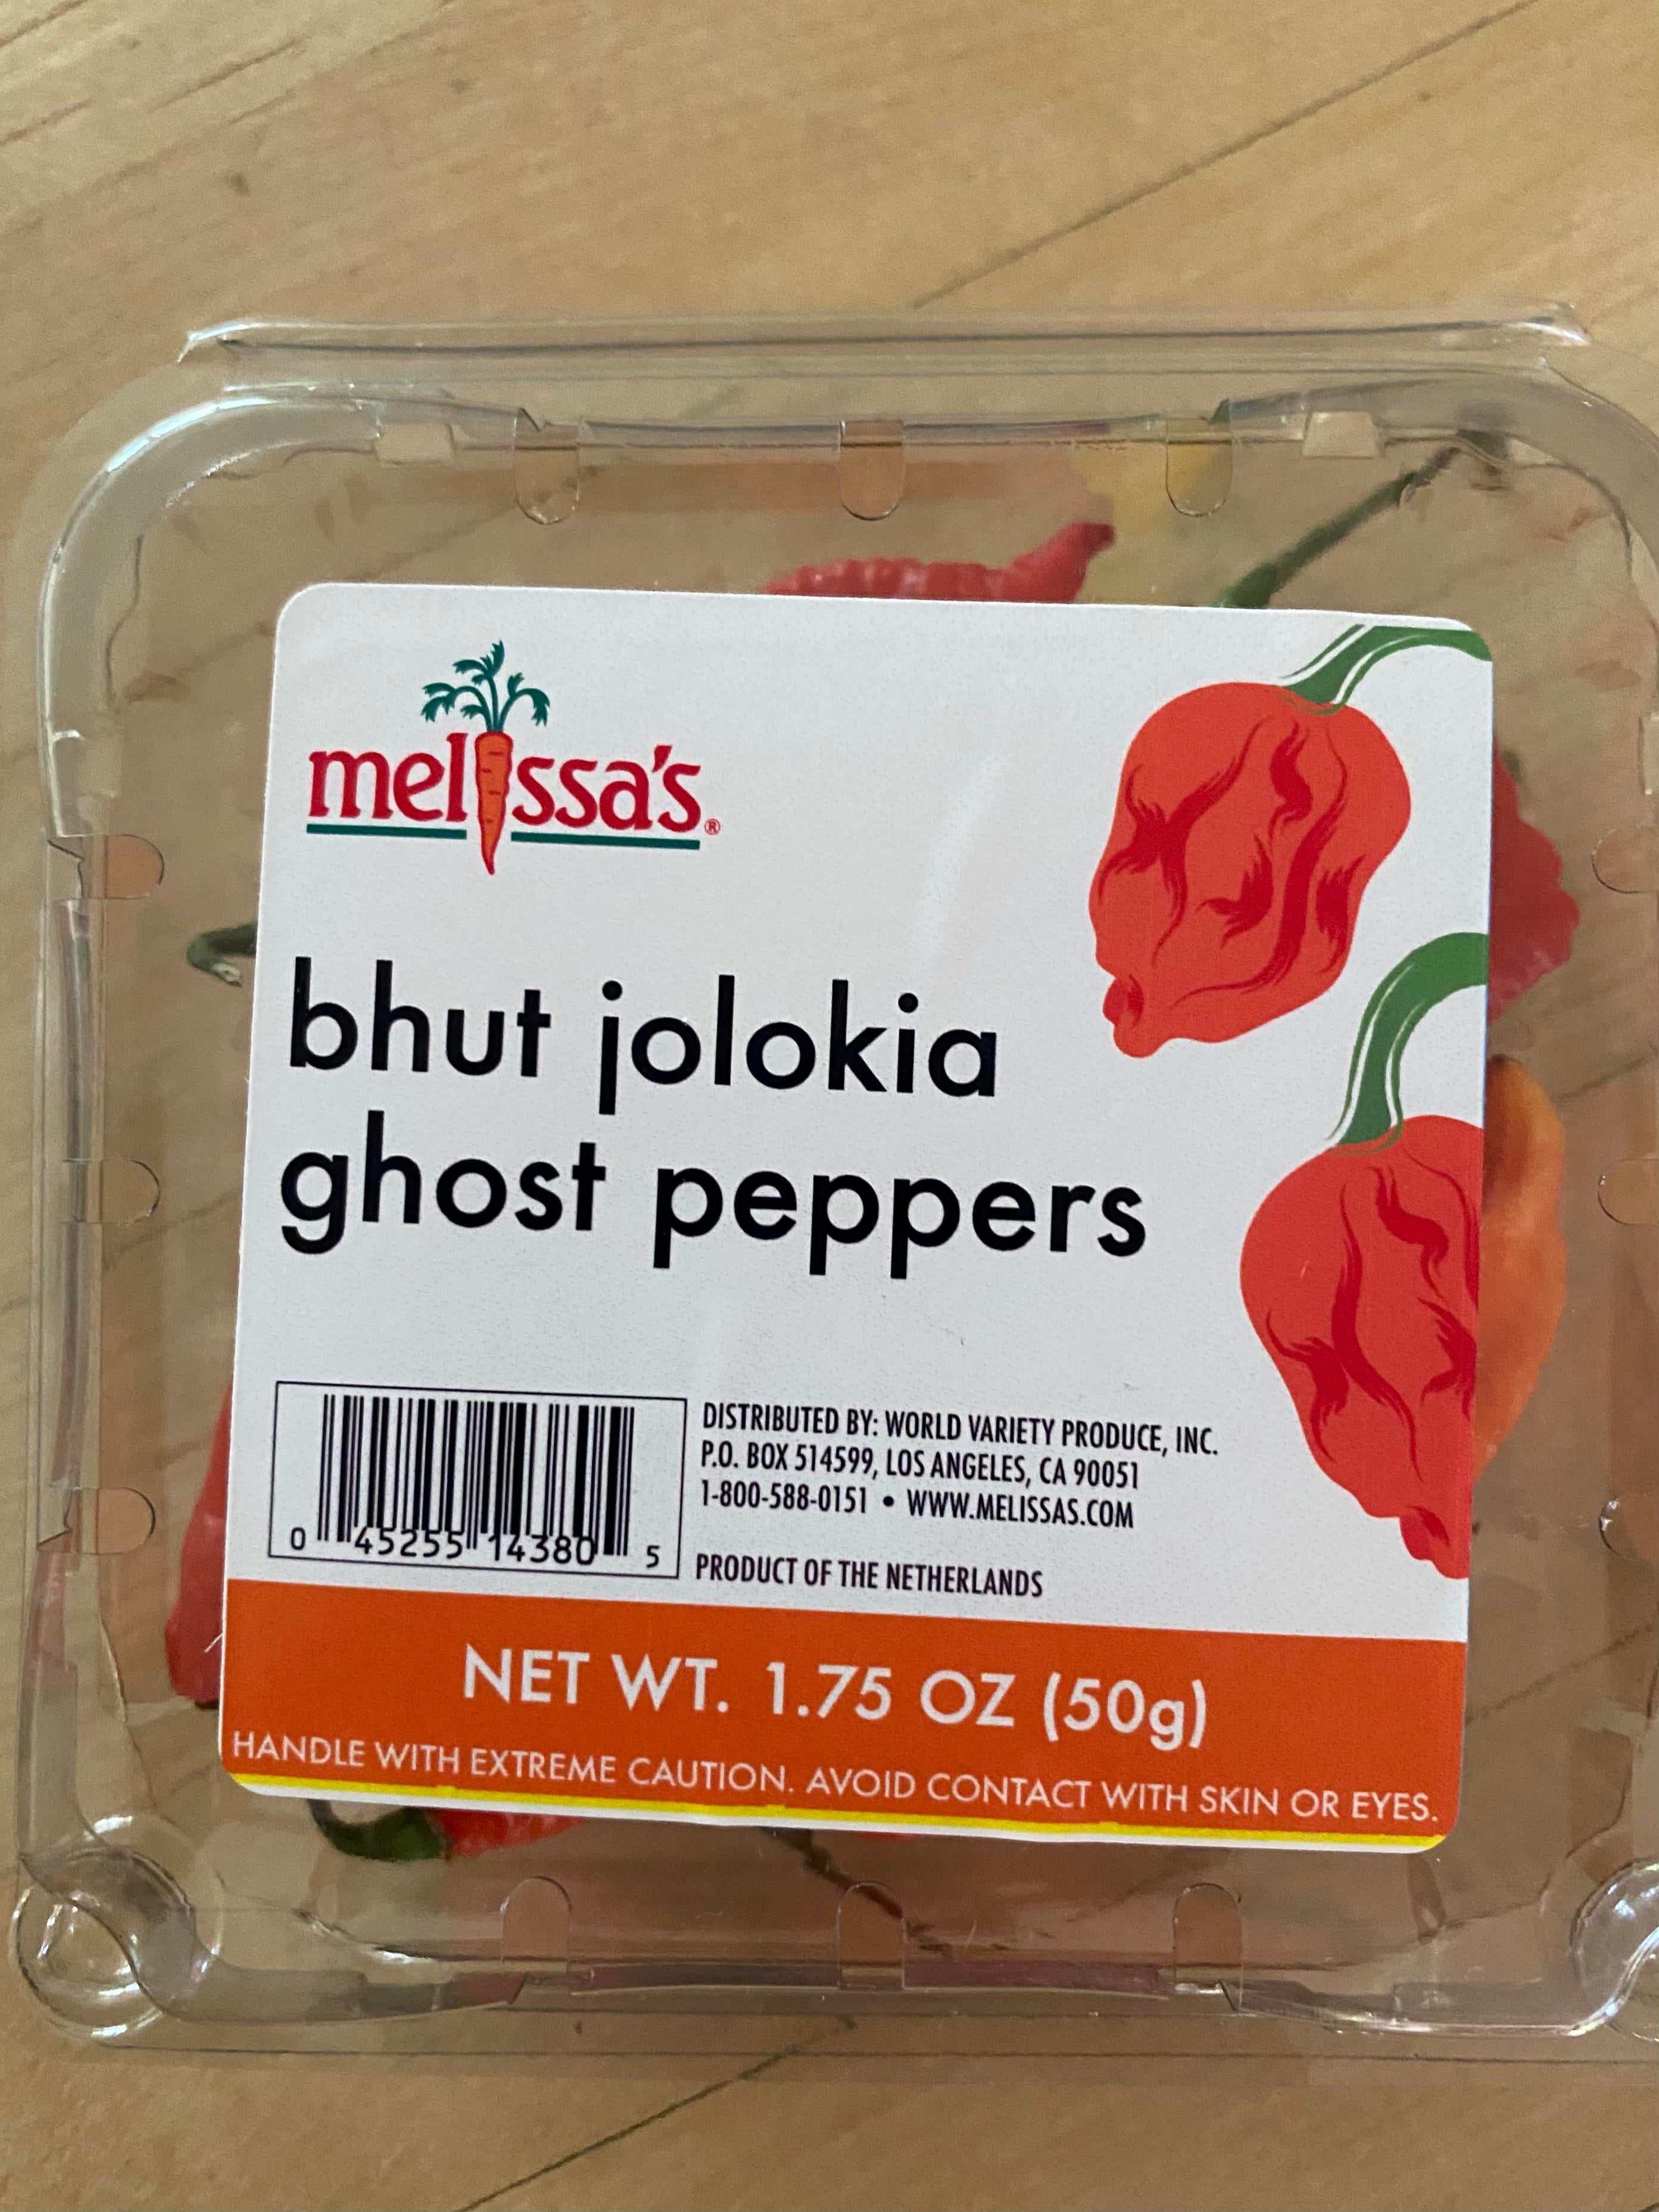 melissa's®
bhut jolokia
ghost peppers
DISTRIBUTED BY: WORLD VARIETY PRODUCE, INC.
P.O. BOX 514599, LOS ANGELES, CA 90051
1-800-588-0151 • WWW.MELISSAS.COM
0 45255 14380 5
PRODUCT OF THE NETHERLANDS
NET WT. 1.75 OZ (50g)
HANDLE WITH EXTREME CAUTION. AVOID CONTACT WITH SKIN OR EYES.